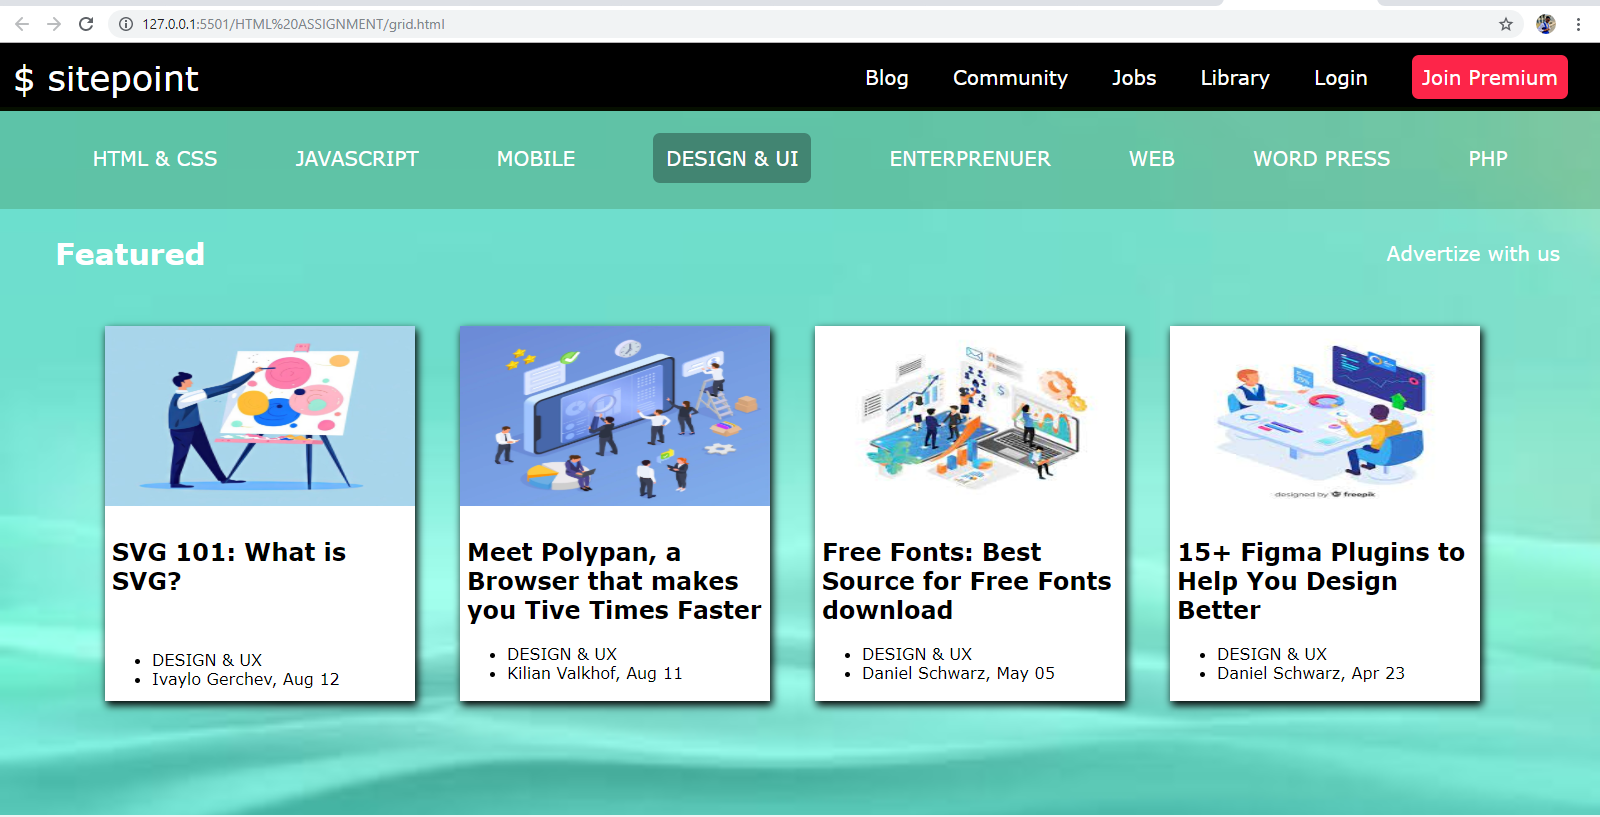 127.0.0.1:5501/HTML%20ASSIGNMENT/grid.html
$ sitepoint
Blog Community Jobs Library Login Join Premium
HTML & CSS JAVASCRIPT MOBILE DESIGN & UI ENTERPRENUER WEB WORD PRESS PHP
Featured
Advertize with us
SVG 101: What is
SVG?
DESIGN & UX
Ivaylo Gerchev, Aug 12
Meet Polypan, a
Browser that makes
you Tive Times Faster
DESIGN & UX
Kilian Valkhof, Aug 11
Free Fonts: Best
Source for Free Fonts
download
DESIGN & UX
Daniel Schwarz, May 05
75%
designed by freepik
15+ Figma Plugins to
Help You Design
Better
DESIGN & UX
Daniel Schwarz, Apr 23